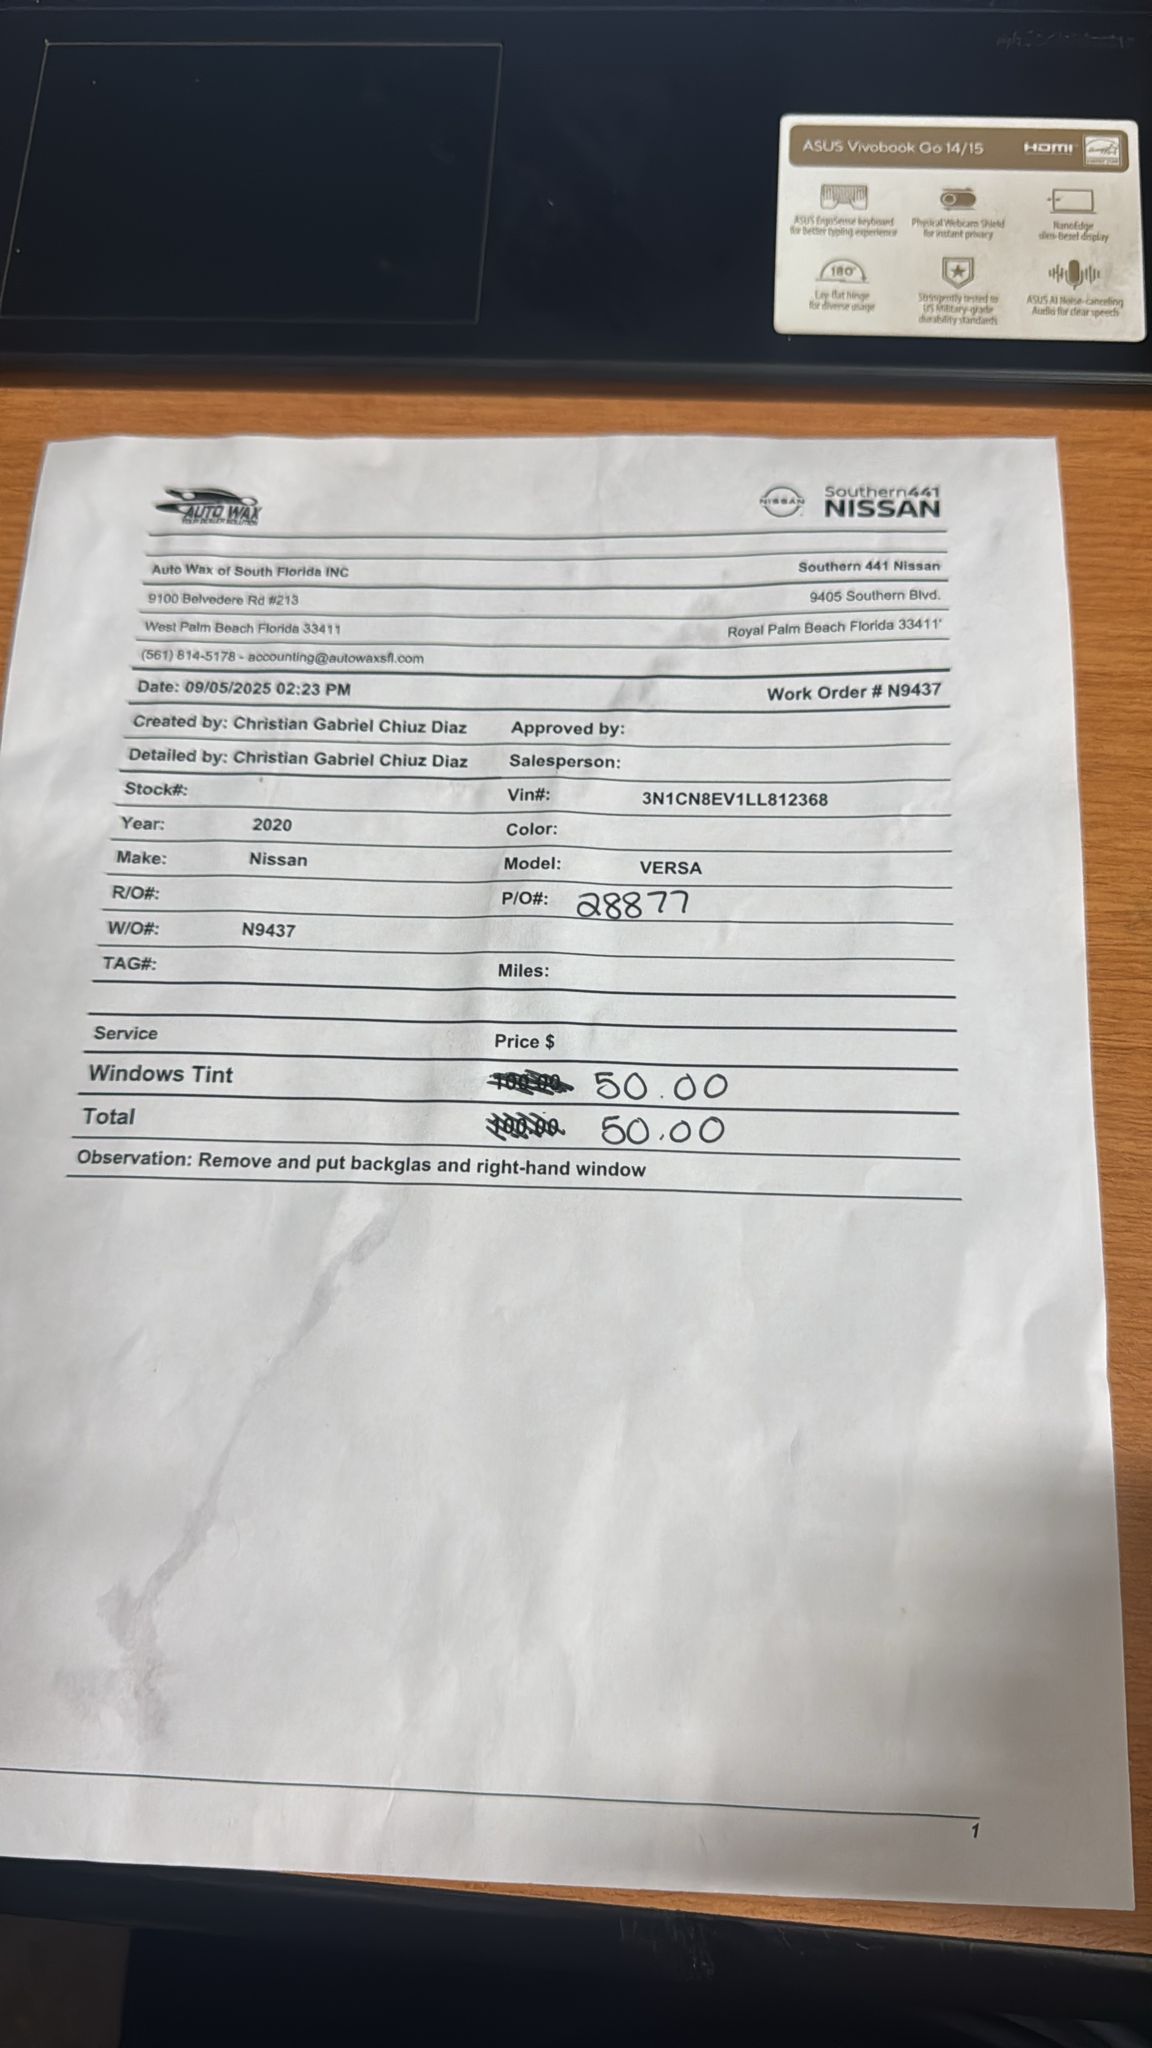 ASUS Vivobook Go 14/15 HDMI
ASUS ErgoSense keyboard
for better typing experience
Physical Webcam Shield
for instant privacy
NanoEdge
slim-bezel display
180°
Lay-flat hinge
for diverse usage
Stringently tested to
US Military-grade
durability standards
ASUS AI Noise-canceling
Audio for clear speech
AUTO WAX
YOUR DEALER SOLUTION
NISSAN
Southern441
NISSAN
Auto Wax of South Florida INC Southern 441 Nissan
9100 Belvedere Rd #213 9405 Southern Blvd.
West Palm Beach Florida 33411 Royal Palm Beach Florida 33411'
(561) 814-5178 - accounting@autowaxsfl.com
Date: 09/05/2025 02:23 PM Work Order # N9437
Created by: Christian Gabriel Chiuz Diaz Approved by:
Detailed by: Christian Gabriel Chiuz Diaz Salesperson:
Stock#: Vin#: 3N1CN8EV1LL812368
Year: 2020 Color:
Make: Nissan Model: VERSA
R/O#: P/O#: 28877
W/O#: N9437
TAG#: Miles:
Service Price $
Windows Tint 100.00 50.00
Total 100.00 50.00
Observation: Remove and put backglas and right-hand window
1